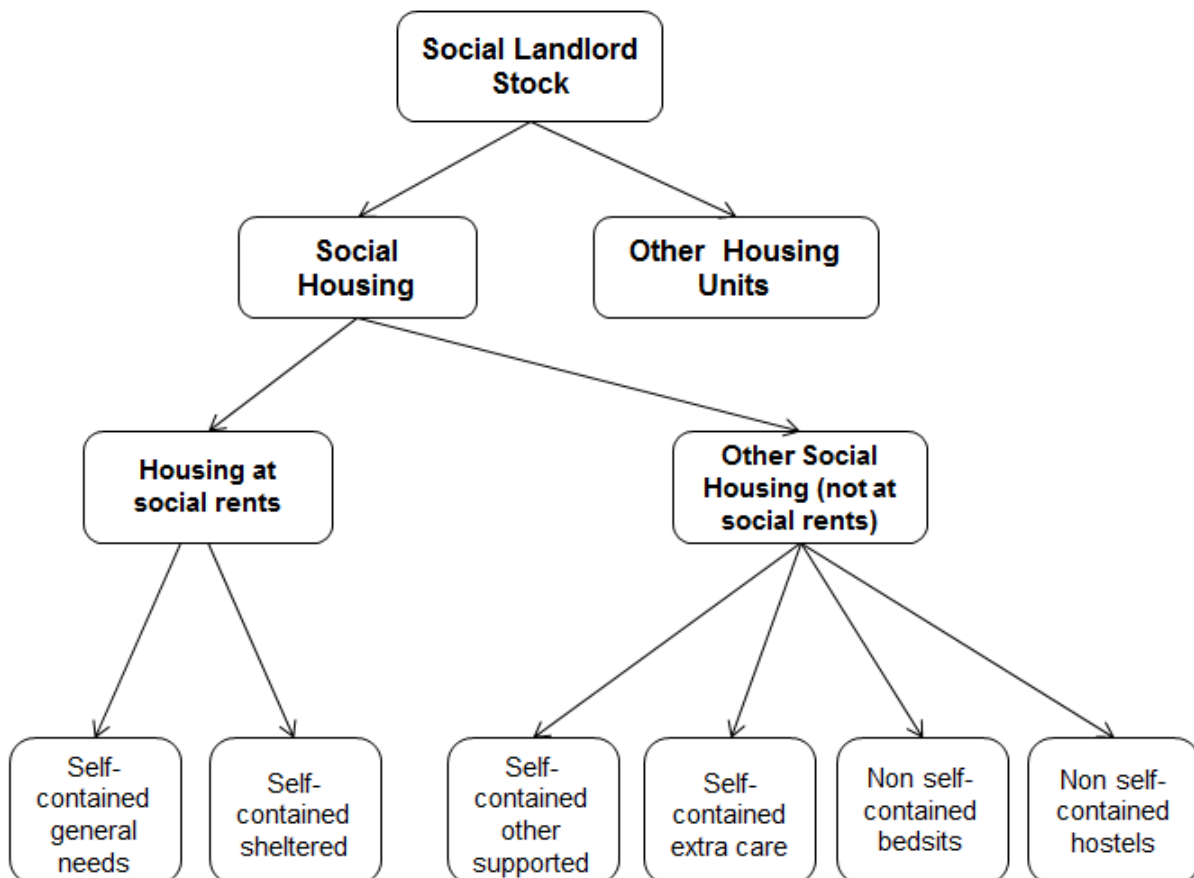 Social Landlord
Stock
Social
Housing
Other Housing
Units
Housing at
social rents
Other Social
Housing (not at
social rents)
Self-
contained
general
needs
Self-
contained
sheltered
Self-
contained
other
supported
Self-
contained
extra care
Non self-
contained
bedsits
Non self-
contained
hostels